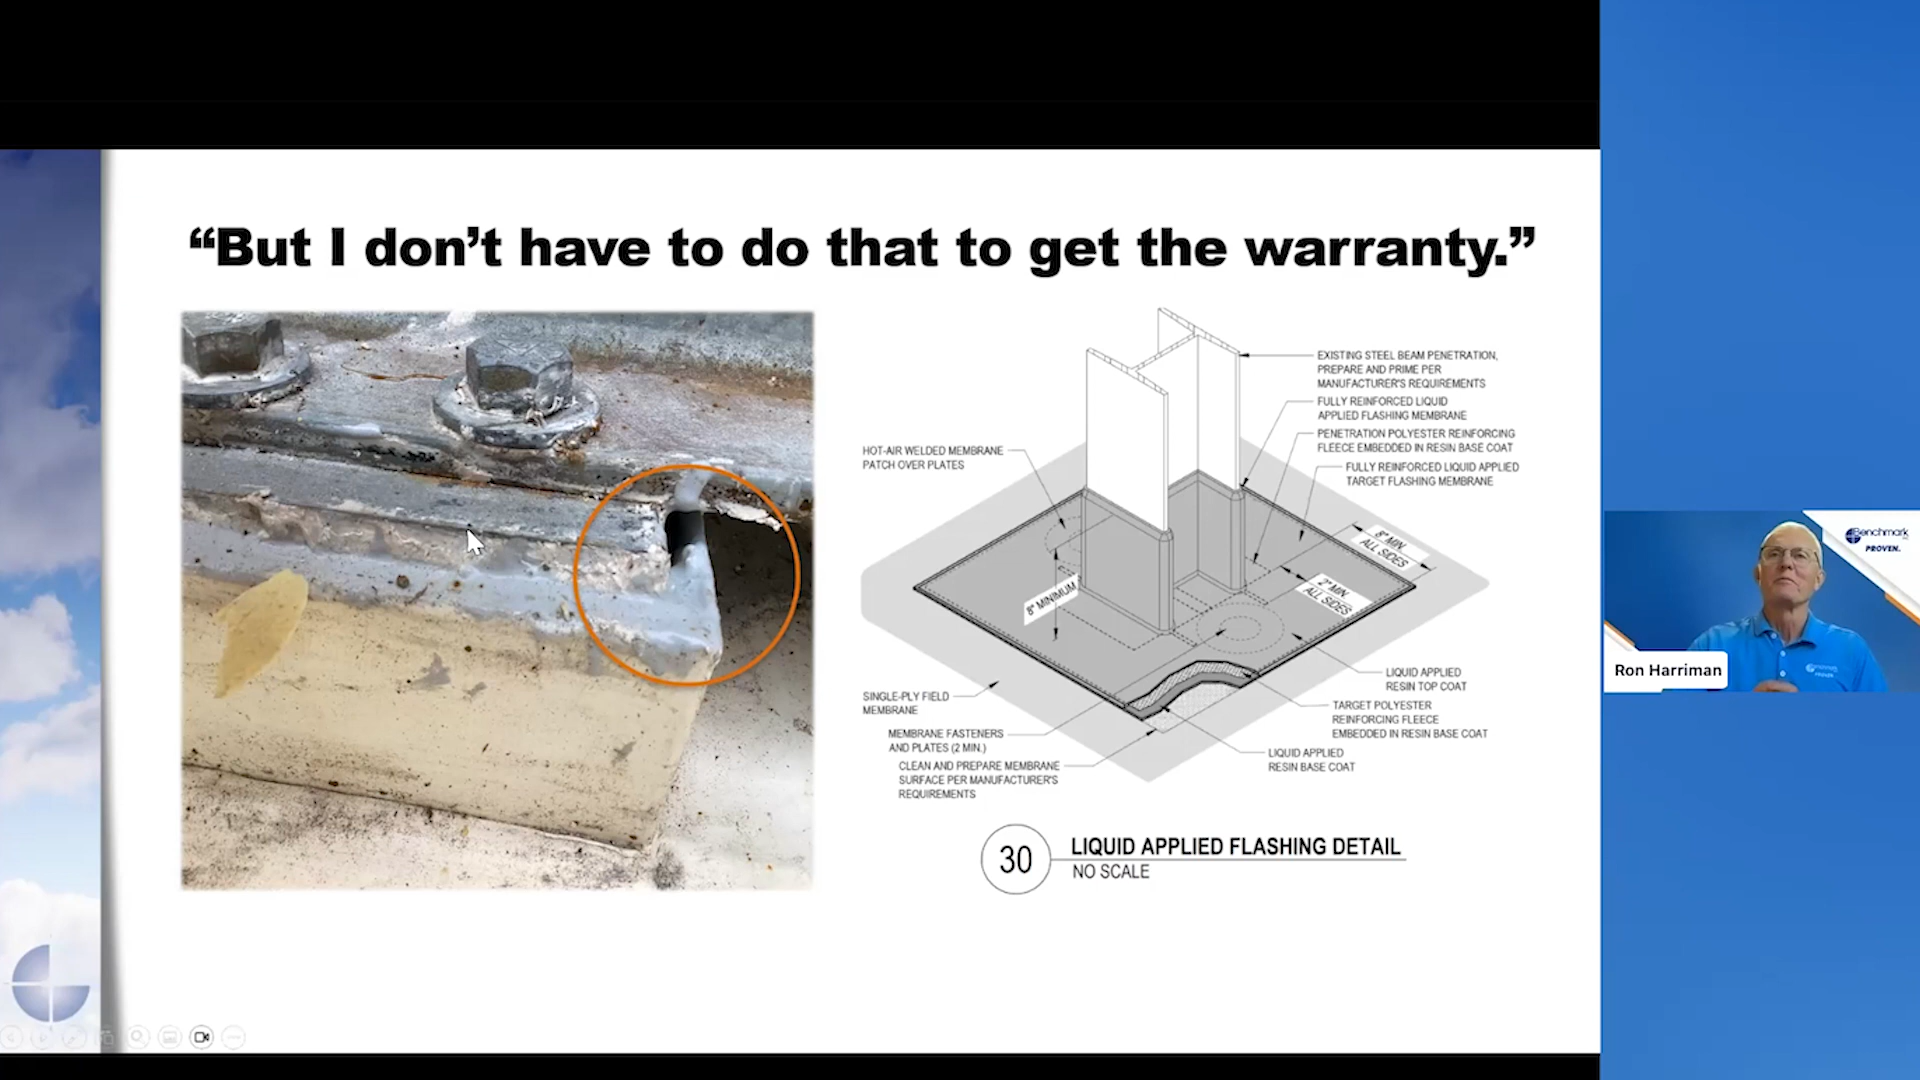 “But I don’t have to do that to get the warranty.”
EXISTING STEEL BEAM PENETRATION,
PREPARE AND PRIME PER
MANUFACTURER'S REQUIREMENTS
FULLY REINFORCED LIQUID
APPLIED FLASHING MEMBRANE
PENETRATION POLYESTER REINFORCING
FLEECE EMBEDDED IN RESIN BASE COAT
FULLY REINFORCED LIQUID APPLIED
TARGET FLASHING MEMBRANE
HOT-AIR WELDED MEMBRANE
PATCH OVER PLATES
8" MIN.
ALL SIDES
2" MIN.
ALL SIDES
8" MINIMUM
SINGLE-PLY FIELD
MEMBRANE
MEMBRANE FASTENERS
AND PLATES (2 MIN.)
CLEAN AND PREPARE MEMBRANE
SURFACE PER MANUFACTURER'S
REQUIREMENTS
LIQUID APPLIED
RESIN TOP COAT
TARGET POLYESTER
REINFORCING FLEECE
EMBEDDED IN RESIN BASE COAT
LIQUID APPLIED
RESIN BASE COAT
30
LIQUID APPLIED FLASHING DETAIL
NO SCALE
Benchmark
PROVEN.
Ron Harriman